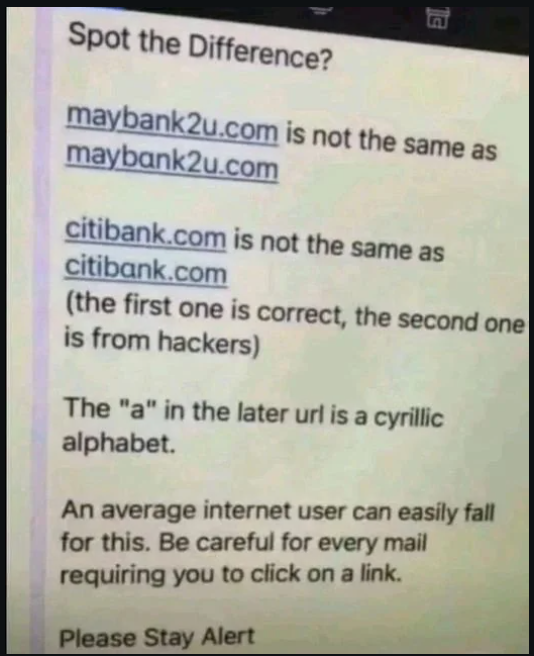 Spot the Difference?
maybank2u.com is not the same as
maybɑnk2u.com
citibank.com is not the same as
citibɑnk.com
(the first one is correct, the second one
is from hackers)
The "a" in the later url is a cyrillic
alphabet.
An average internet user can easily fall
for this. Be careful for every mail
requiring you to click on a link.
Please Stay Alert